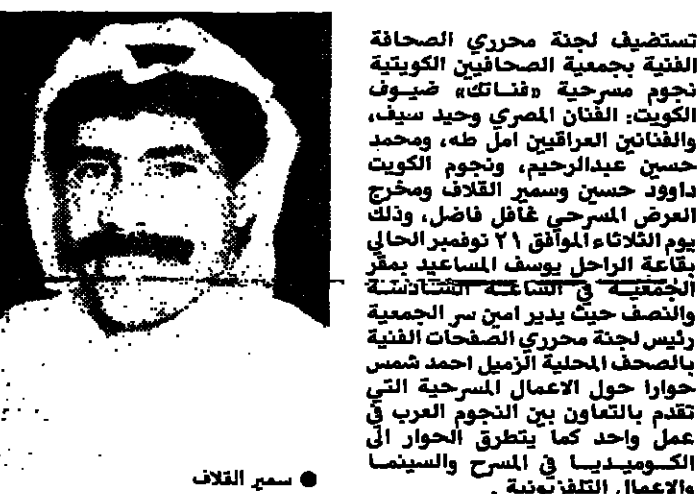 تستضيف لجنة محرري الصحافة
الفنية بجمعية الصحافيين الكويتية
نجوم مسرحية «قناتك» ضيوف
الكويت: الفنان المصري وحيد سيف،
والفنانين العراقيين امل طه، ومحمد
حسين عبدالرحيم، ونجوم الكويت
داوود حسين وسمير القلاف ومخرج
العرض المسرحي غافل فاضل، وذلك
يوم الثلاثاء الموافق ٢١ نوفمبر الحالي
بقاعة الراحل يوسف المساعيد بمقر
الجمعية في الساعة السادسة
والنصف حيث يدير امين سر الجمعية
رئيس لجنة محرري الصفحات الفنية
بالصحف المحلية الزميل احمد شمس
حوارا حول الاعمال المسرحية التي
تقدم بالتعاون بين النجوم العرب في
عمل واحد كما يتطرق الحوار الى
الكوميديا في المسرح والسينما
والاعمال التلفزيونية .
● سمير القلاف